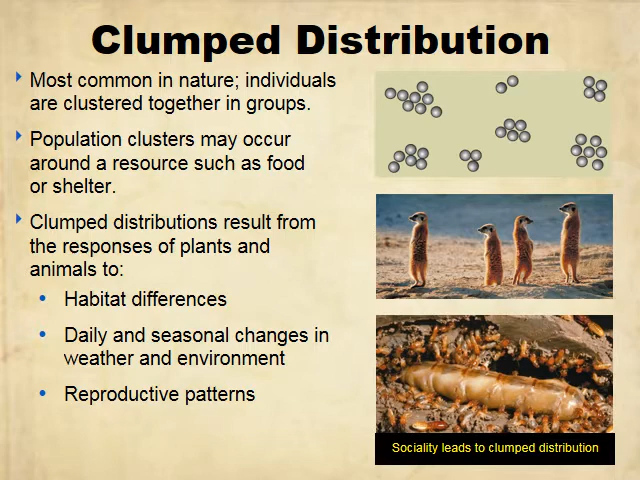 Clumped Distribution
Most common in nature; individuals
are clustered together in groups.
Population clusters may occur
around a resource such as food
or shelter.
Clumped distributions result from
the responses of plants and
animals to:
• Habitat differences
• Daily and seasonal changes in
weather and environment
• Reproductive patterns
Sociality leads to clumped distribution